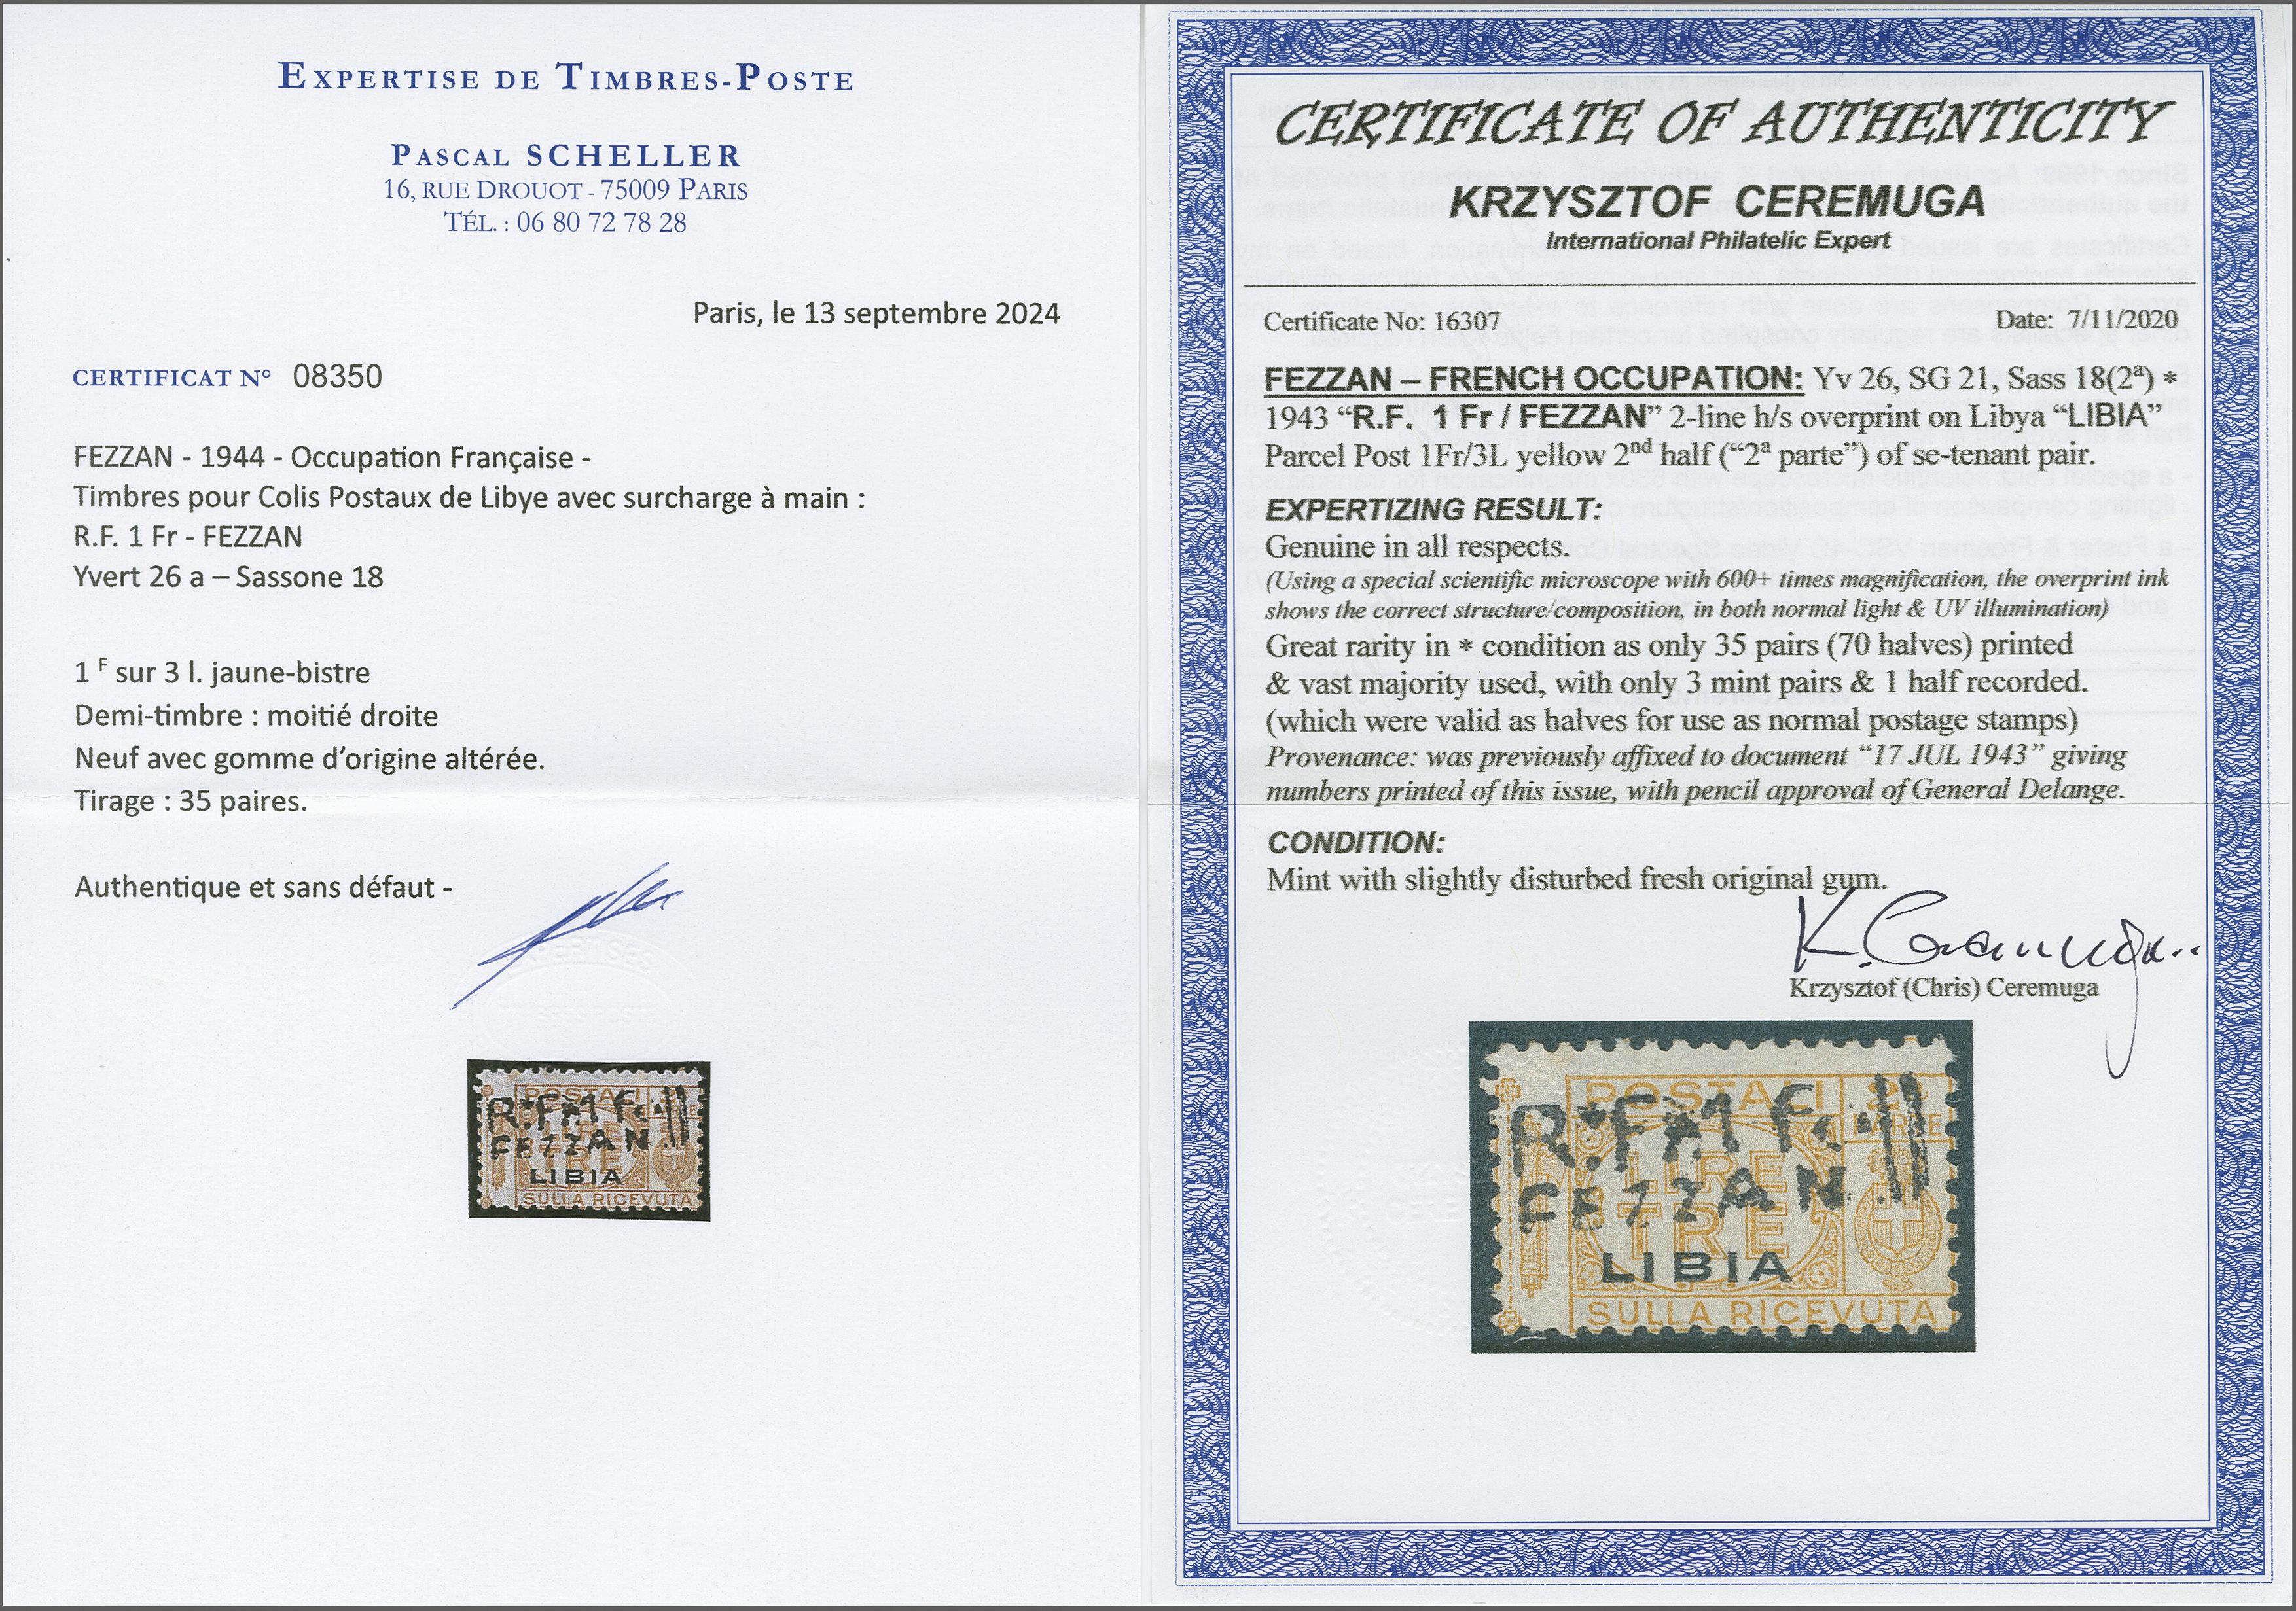 EXPERTISE DE TIMBRES-POSTE
PASCAL SCHELLER
16, RUE DROUOT - 75009 PARIS
TÉL. : 06 80 72 78 28
Paris, le 13 septembre 2024
CERTIFICAT N° 08350
FEZZAN - 1944 - Occupation Française -
Timbres pour Colis Postaux de Libye avec surcharge à main :
R.F. 1 Fr - FEZZAN
Yvert 26 a – Sassone 18
1 F sur 3 l. jaune-bistre
Demi-timbre : moitié droite
Neuf avec gomme d'origine altérée.
Tirage : 35 paires.
Authentique et sans défaut -
POSTALI
R.F. 1 Fr
FEZZAN
LIRE
TRE
LIBIA
SULLA RICEVUTA
CERTIFICATE OF AUTHENTICITY
KRZYSZTOF CEREMUGA
International Philatelic Expert
Certificate No: 16307 Date: 7/11/2020
FEZZAN – FRENCH OCCUPATION: Yv 26, SG 21, Sass 18(2ª) *
1943 “R.F. 1 Fr / FEZZAN” 2-line h/s overprint on Libya “LIBIA”
Parcel Post 1Fr/3L yellow 2nd half (“2ª parte”) of se-tenant pair.
EXPERTIZING RESULT:
Genuine in all respects.
(Using a special scientific microscope with 600+ times magnification, the overprint ink
shows the correct structure/composition, in both normal light & UV illumination)
Great rarity in * condition as only 35 pairs (70 halves) printed
& vast majority used, with only 3 mint pairs & 1 half recorded.
(which were valid as halves for use as normal postage stamps)
Provenance: was previously affixed to document “17 JUL 1943” giving
numbers printed of this issue, with pencil approval of General Delange.
CONDITION:
Mint with slightly disturbed fresh original gum.
K. Ceremuga
Krzysztof (Chris) Ceremuga
POSTALI 2ª
PARTE
R.F. 1 Fr
FEZZAN
LIRE
TRE
LIBIA
SULLA RICEVUTA